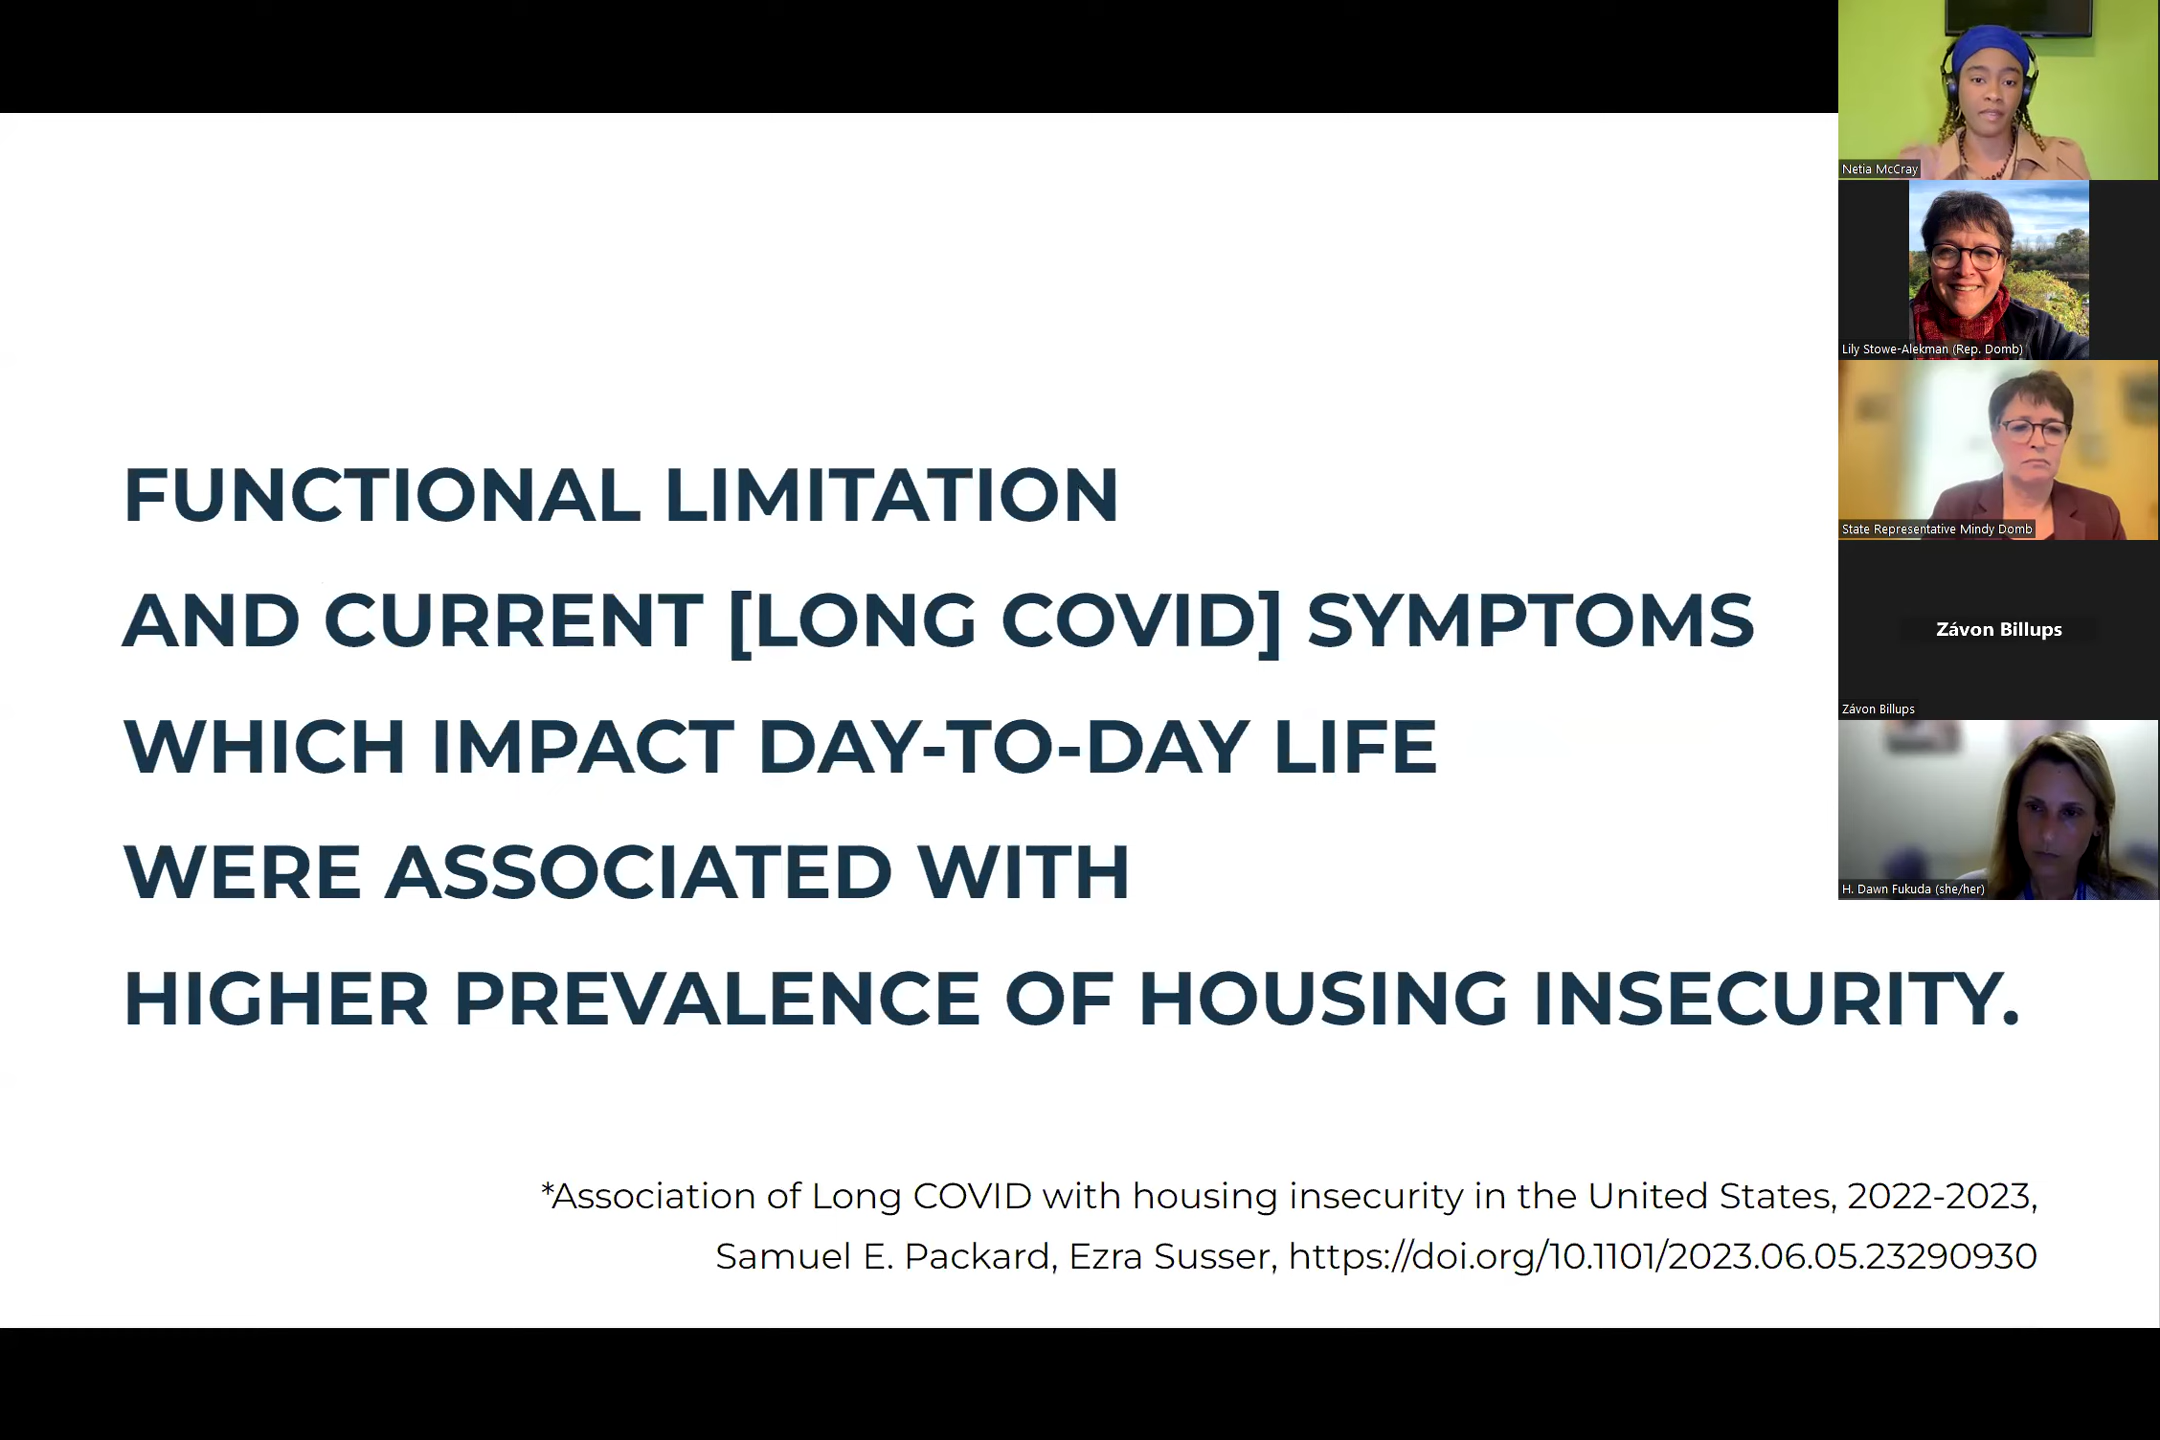 FUNCTIONAL LIMITATION
AND CURRENT [LONG COVID] SYMPTOMS
WHICH IMPACT DAY-TO-DAY LIFE
WERE ASSOCIATED WITH
HIGHER PREVALENCE OF HOUSING INSECURITY.
*Association of Long COVID with housing insecurity in the United States, 2022-2023,
Samuel E. Packard, Ezra Susser, https://doi.org/10.1101/2023.06.05.23290930
Netia McCray
Lily Stowe-Alekman (Rep. Domb)
State Representative Mindy Domb
Závon Billups
Závon Billups
H. Dawn Fukuda (she/her)